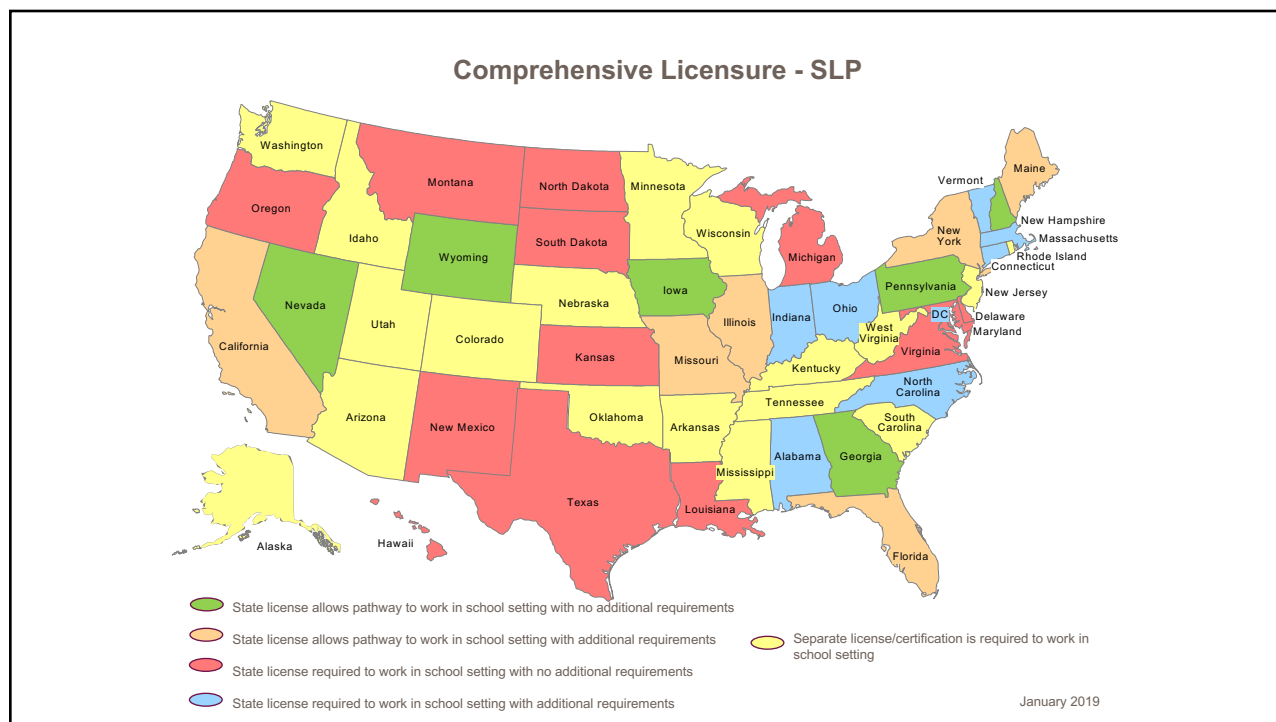 Comprehensive Licensure - SLP
Washington
Maine
Montana
North Dakota
Minnesota
Vermont
Oregon
Wisconsin
New
York
New Hampshire
Idaho
South Dakota
Michigan
Massachusetts
Wyoming
Rhode Island
Connecticut
Pennsylvania
Iowa
New Jersey
Nebraska
Nevada
Ohio
Indiana
Illinois
DC
Delaware
Utah
West
Virginia
Maryland
Colorado
California
Virginia
Kansas
Missouri
Kentucky
North
Carolina
Tennessee
Arizona
Oklahoma
South
Carolina
New Mexico
Arkansas
Mississippi
Alabama
Georgia
Texas
Louisiana
Alaska
Hawaii
Florida
State license allows pathway to work in school setting with no additional requirements
State license allows pathway to work in school setting with additional requirements
Separate license/certification is required to work in
school setting
State license required to work in school setting with no additional requirements
State license required to work in school setting with additional requirements
January 2019